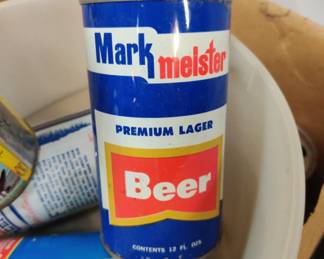 Mark
meister
PREMIUM LAGER
Beer
CONTENTS 12 FL. OZS.